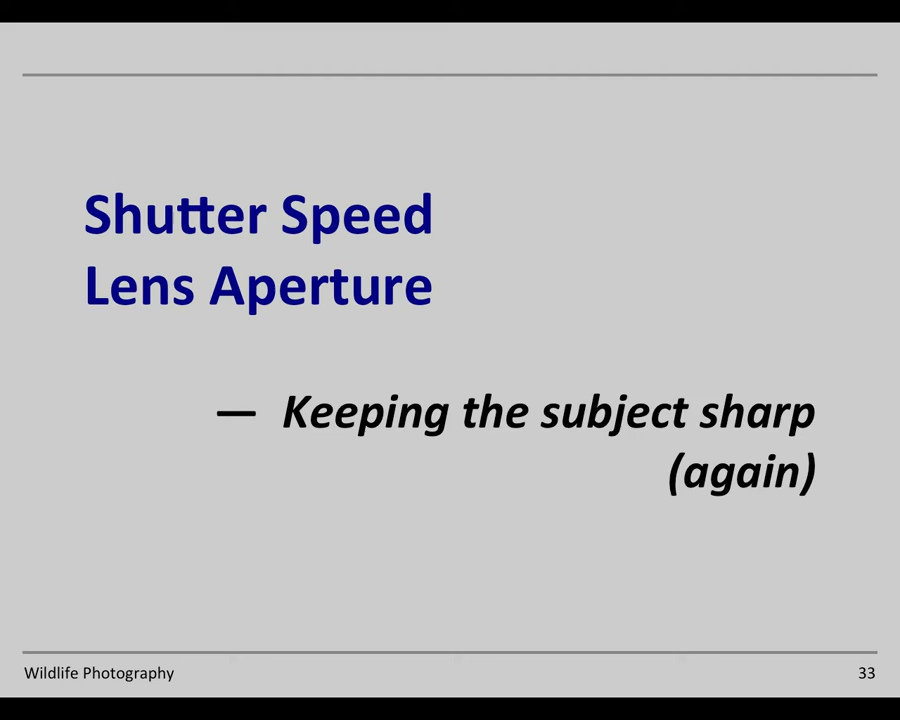 Shutter Speed
Lens Aperture
— Keeping the subject sharp
(again)
Wildlife Photography
33